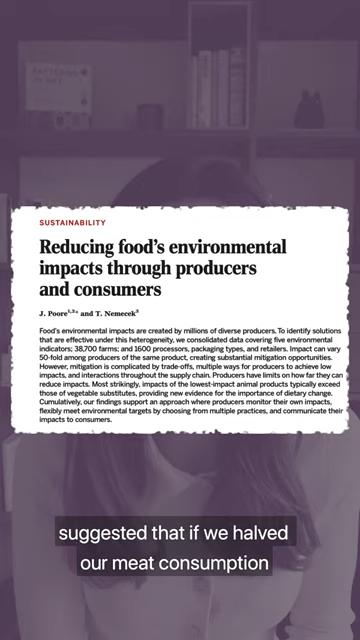 SUSTAINABILITY
Reducing food's environmental
impacts through producers
and consumers
J. Poore1,2* and T. Nemecek3
Food's environmental impacts are created by millions of diverse producers. To identify solutions
that are effective under this heterogeneity, we consolidated data covering five environmental
indicators; 38,700 farms; and 1600 processors, packaging types, and retailers. Impact can vary
50-fold among producers of the same product, creating substantial mitigation opportunities.
However, mitigation is complicated by trade-offs, multiple ways for producers to achieve low
impacts, and interactions throughout the supply chain. Producers have limits on how far they can
reduce impacts. Most strikingly, impacts of the lowest-impact animal products typically exceed
those of vegetable substitutes, providing new evidence for the importance of dietary change.
Cumulatively, our findings support an approach where producers monitor their own impacts,
flexibly meet environmental targets by choosing from multiple practices, and communicate their
impacts to consumers.
suggested that if we halved
our meat consumption